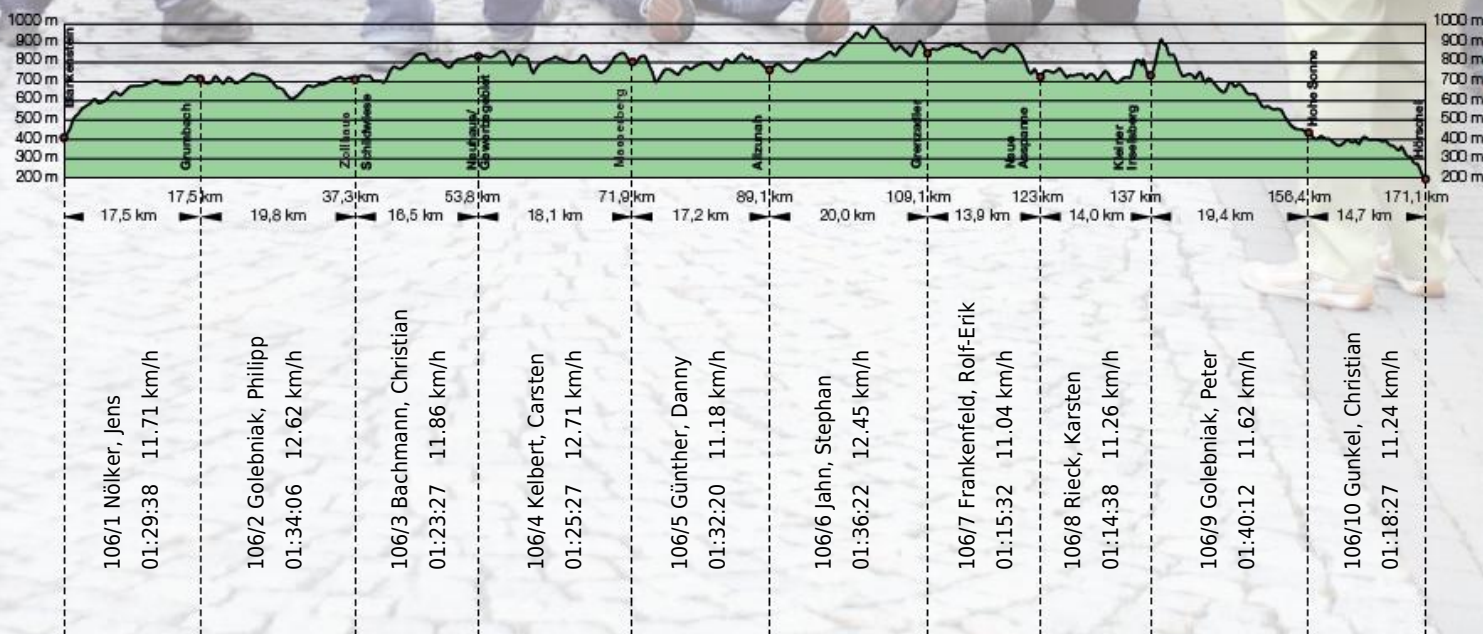 1000 m
900 m
800 m
700 m
600 m
500 m
400 m
300 m
200 m
1000 m
900 m
800 m
700 m
600 m
500 m
400 m
300 m
200 m
Blankenstein
Grumbach
Zollhaus
Schildwiese
Neuhaus/
Gewerbegebiet
Masserberg
Allzunah
Grenzadler
Neue
Ausspanne
Kleiner
Inselsberg
Hohe Sonne
Hörschel
17,5 km
37,3 km
53,8 km
71,9 km
89,1 km
109,1 km
123 km
137 km
156,4 km
171,1 km
17,5 km
19,8 km
16,5 km
18,1 km
17,2 km
20,0 km
13,9 km
14,0 km
19,4 km
14,7 km
106/1 Nölker, Jens
01:29:38 11.71 km/h
106/2 Golebniak, Philipp
01:34:06 12.62 km/h
106/3 Bachmann, Christian
01:23:27 11.86 km/h
106/4 Kelbert, Carsten
01:25:27 12.71 km/h
106/5 Günther, Danny
01:32:20 11.18 km/h
106/6 Jahn, Stephan
01:36:22 12.45 km/h
106/7 Frankenfeld, Rolf-Erik
01:15:32 11.04 km/h
106/8 Rieck, Karsten
01:14:38 11.26 km/h
106/9 Golebniak, Peter
01:40:12 11.62 km/h
106/10 Gunkel, Christian
01:18:27 11.24 km/h